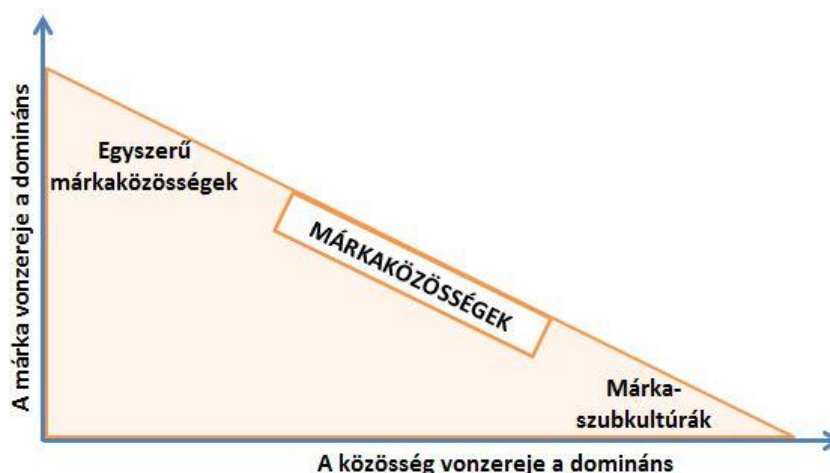 A márka vonzereje a domináns
Egyszerű
márkaközösségek
MÁRKAKÖZÖSSÉGEK
Márka-
szubkultúrák
A közösség vonzereje a domináns